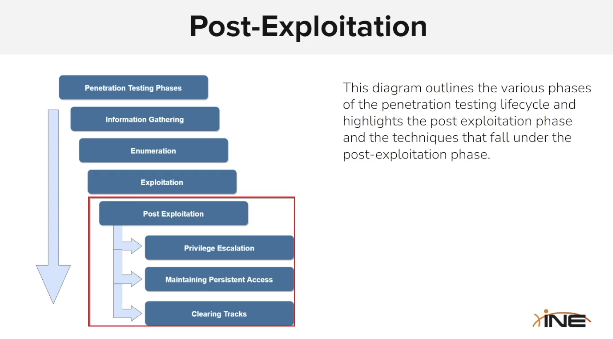 Post-Exploitation
Penetration Testing Phases
Information Gathering
Enumeration
Exploitation
Post Exploitation
Privilege Escalation
Maintaining Persistent Access
Clearing Tracks
This diagram outlines the various phases
of the penetration testing lifecycle and
highlights the post exploitation phase
and the techniques that fall under the
post-exploitation phase.
INE